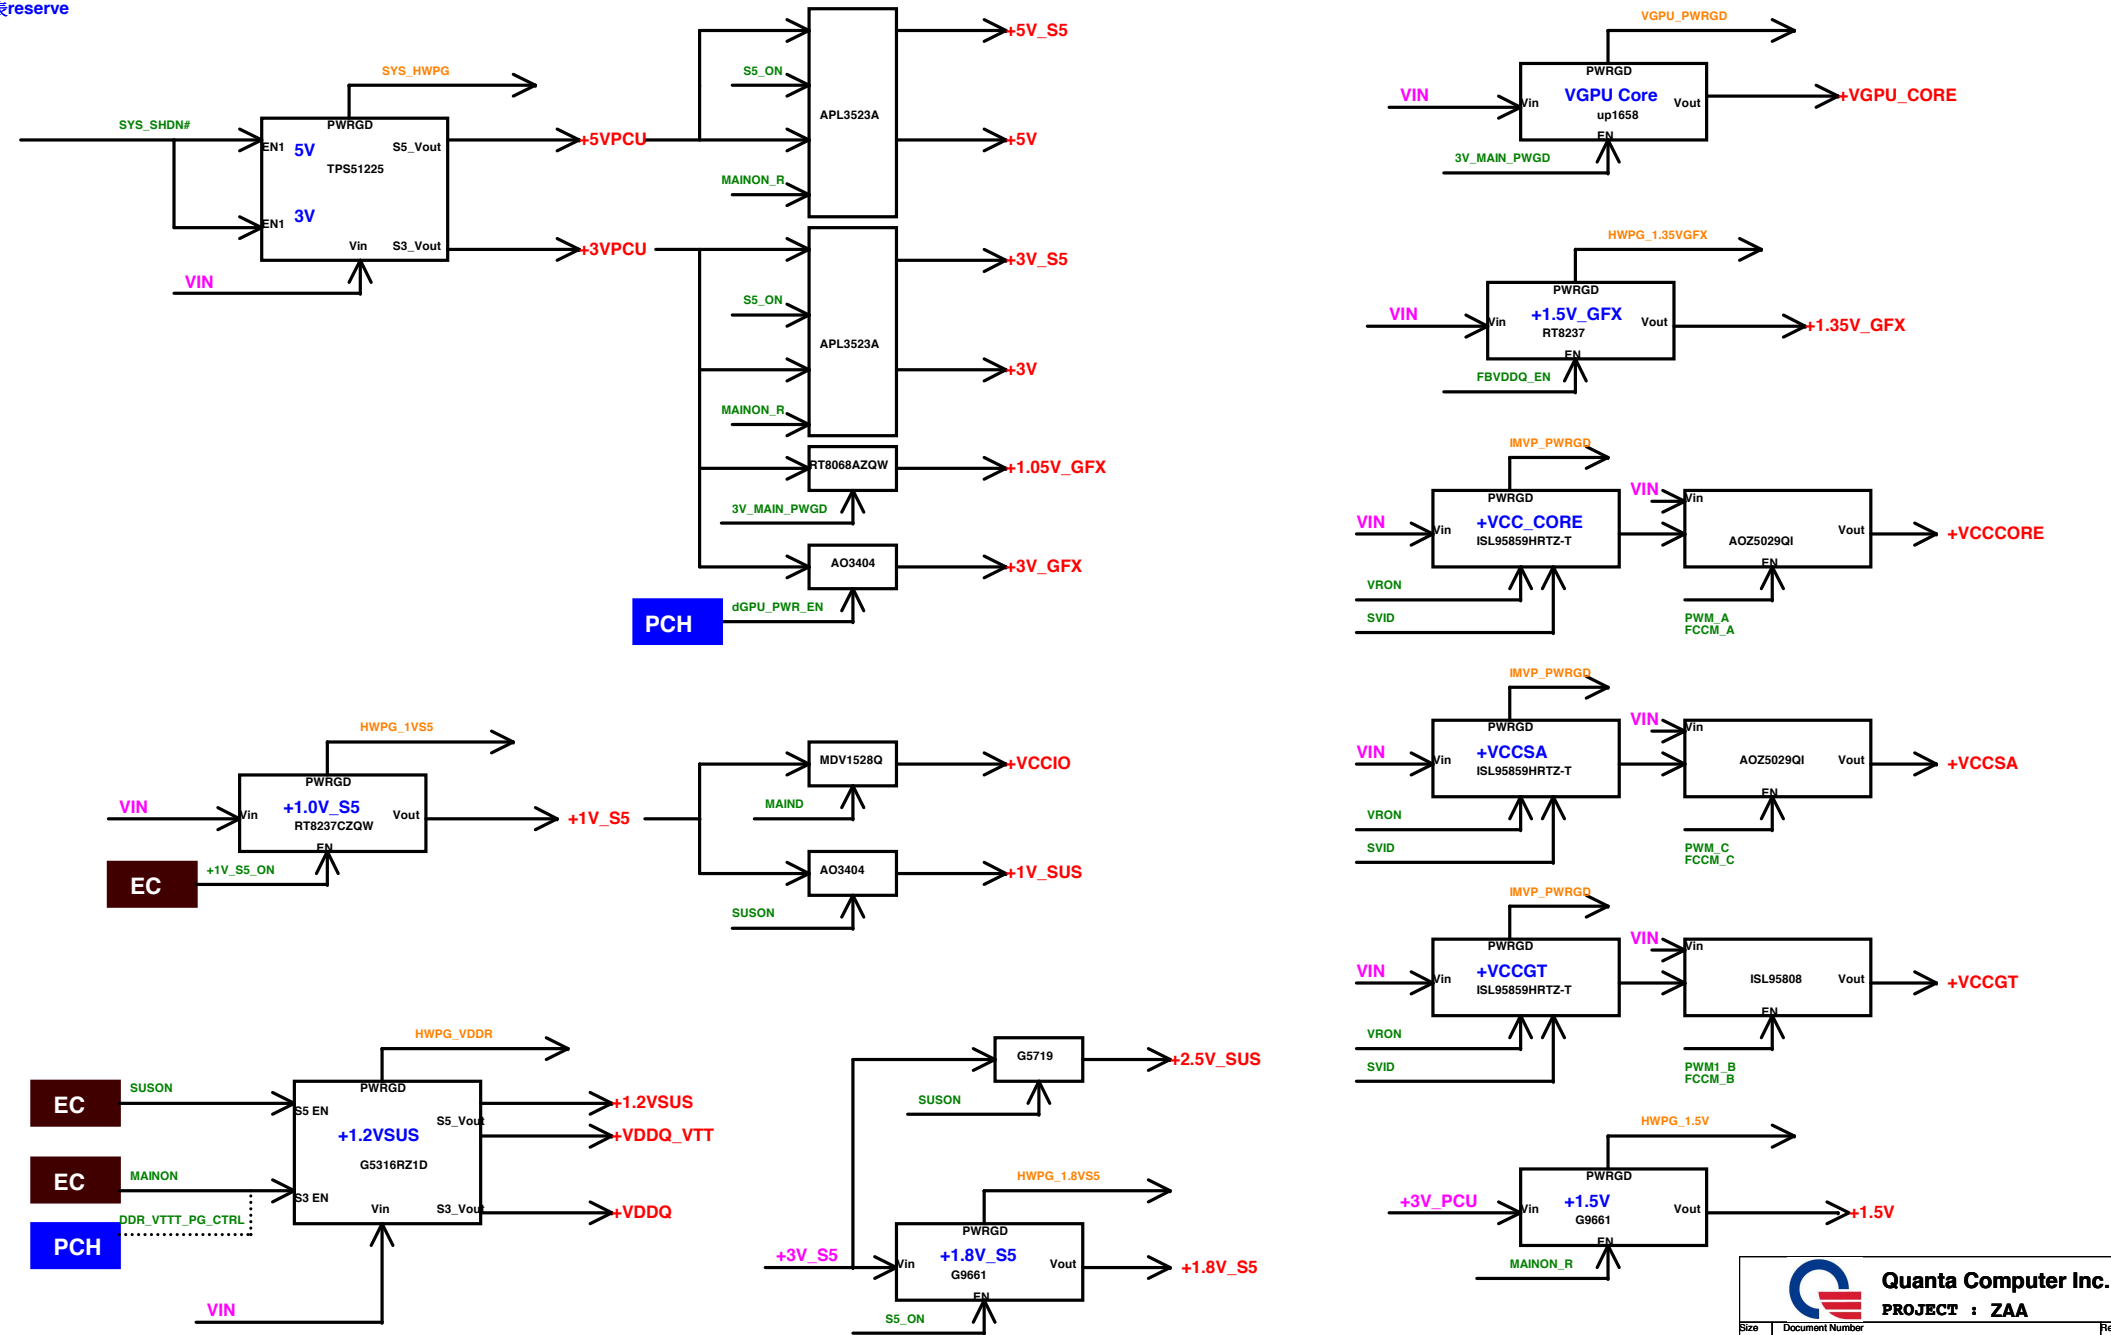 reserve
SYS_HWPG
SYS_SHDN#
PWRGD
EN1
5V
S5_Vout
TPS51225
EN1
3V
Vin
S3_Vout
VIN
+5VPCU
+3VPCU
S5_ON
APL3523A
MAINON_R
+5V_S5
+5V
S5_ON
APL3523A
MAINON_R
+3V_S5
+3V
RT8068AZQW
+1.05V_GFX
3V_MAIN_PWGD
AO3404
+3V_GFX
PCH
dGPU_PWR_EN
HWPG_1VS5
PWRGD
VIN
Vin
+1.0V_S5
Vout
RT8237CZQW
EN
EC
+1V_S5_ON
+1V_S5
MDV1528Q
+VCCIO
MAIND
AO3404
+1V_SUS
SUSON
HWPG_VDDR
PWRGD
EC
SUSON
S5 EN
S5_Vout
+1.2VSUS
+1.2VSUS
+VDDQ_VTT
G5316RZ1D
EC
MAINON
S3 EN
Vin
S3_Vout
+VDDQ
PCH
DDR_VTTT_PG_CTRL
VIN
G5719
+2.5V_SUS
SUSON
HWPG_1.8VS5
PWRGD
+3V_S5
Vin
+1.8V_S5
Vout
G9661
EN
+1.8V_S5
S5_ON
VGPU_PWRGD
PWRGD
VIN
Vin
VGPU Core
Vout
up1658
EN
+VGPU_CORE
3V_MAIN_PWGD
HWPG_1.35VGFX
PWRGD
VIN
Vin
+1.5V_GFX
Vout
RT8237
EN
+1.35V_GFX
FBVDDQ_EN
IMVP_PWRGD
PWRGD
VIN
Vin
+VCC_CORE
ISL95859HRTZ-T
VRON
SVID
VIN
Vin
Vout
AOZ5029QI
EN
+VCCCORE
PWM_A
FCCM_A
IMVP_PWRGD
PWRGD
VIN
Vin
+VCCSA
ISL95859HRTZ-T
VRON
SVID
VIN
Vin
AOZ5029QI
Vout
EN
+VCCSA
PWM_C
FCCM_C
IMVP_PWRGD
PWRGD
VIN
Vin
+VCCGT
ISL95859HRTZ-T
VRON
SVID
VIN
Vin
ISL95808
Vout
EN
+VCCGT
PWM1_B
FCCM_B
HWPG_1.5V
PWRGD
+3V_PCU
Vin
+1.5V
Vout
G9661
EN
+1.5V
MAINON_R
Quanta Computer Inc.
PROJECT : ZAA
Size
Document Number